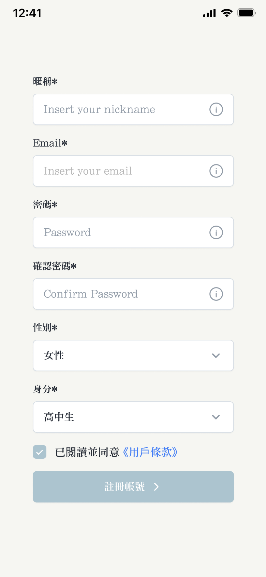 12:41
暱稱*
Insert your nickname
Email*
Insert your email
密碼*
Password
確認密碼*
Confirm Password
性別*
女性
身分*
高中生
已閱讀並同意《用戶條款》
註冊帳號